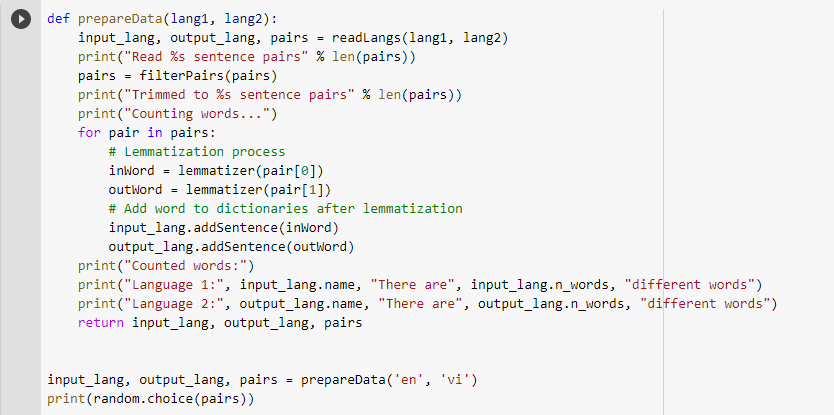 def prepareData(lang1, lang2):
    input_lang, output_lang, pairs = readLangs(lang1, lang2)
    print("Read %s sentence pairs" % len(pairs))
    pairs = filterPairs(pairs)
    print("Trimmed to %s sentence pairs" % len(pairs))
    print("Counting words...")
    for pair in pairs:
        # Lemmatization process
        inWord = lemmatizer(pair[0])
        outWord = lemmatizer(pair[1])
        # Add word to dictionaries after lemmatization
        input_lang.addSentence(inWord)
        output_lang.addSentence(outWord)
    print("Counted words:")
    print("Language 1:", input_lang.name, "There are", input_lang.n_words, "different words")
    print("Language 2:", output_lang.name, "There are", output_lang.n_words, "different words")
    return input_lang, output_lang, pairs
input_lang, output_lang, pairs = prepareData('en', 'vi')
print(random.choice(pairs))